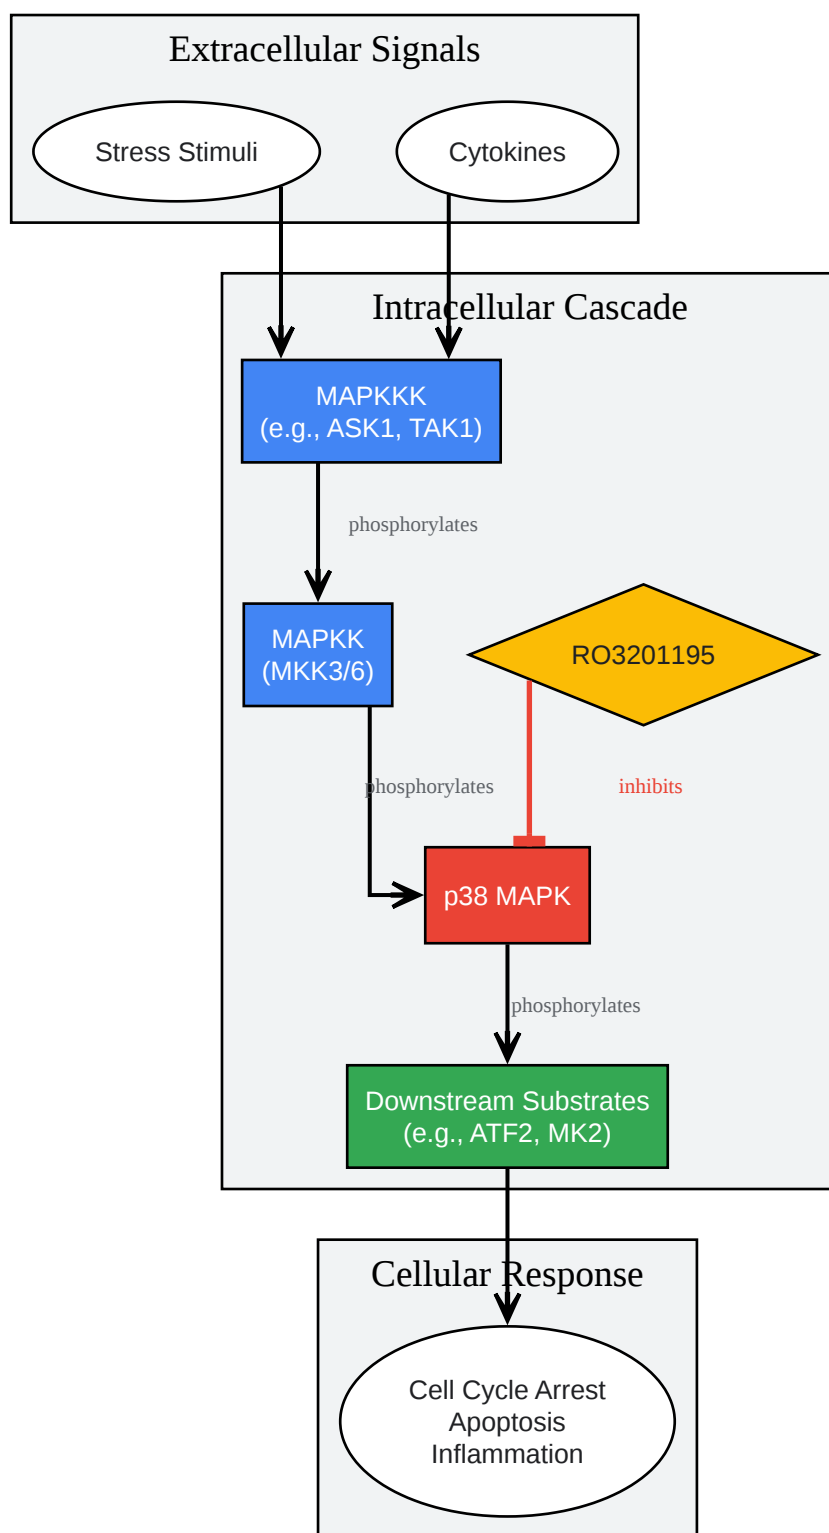 Extracellular Signals
Stress Stimuli
Cytokines
Intracellular Cascade
MAPKKK
(e.g., ASK1, TAK1)
phosphorylates
MAPKK
(MKK3/6)
RO3201195
phosphorylates
inhibits
p38 MAPK
phosphorylates
Downstream Substrates
(e.g., ATF2, MK2)
Cellular Response
Cell Cycle Arrest
Apoptosis
Inflammation